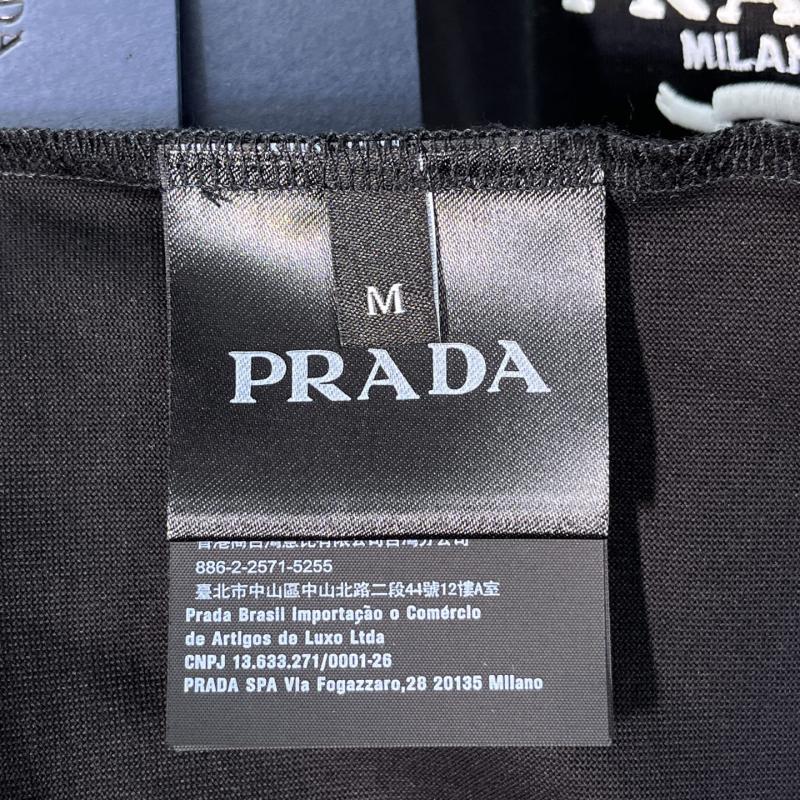 MILAN
M
PRADA
886-2-2571-5255
臺北市中山區中山北路二段44號12樓A室
Prada Brasil Importação o Comércio
de Artigos de Luxo Ltda
CNPJ 13.633.271/0001-26
PRADA SPA Via Fogazzaro,28 20135 Milano